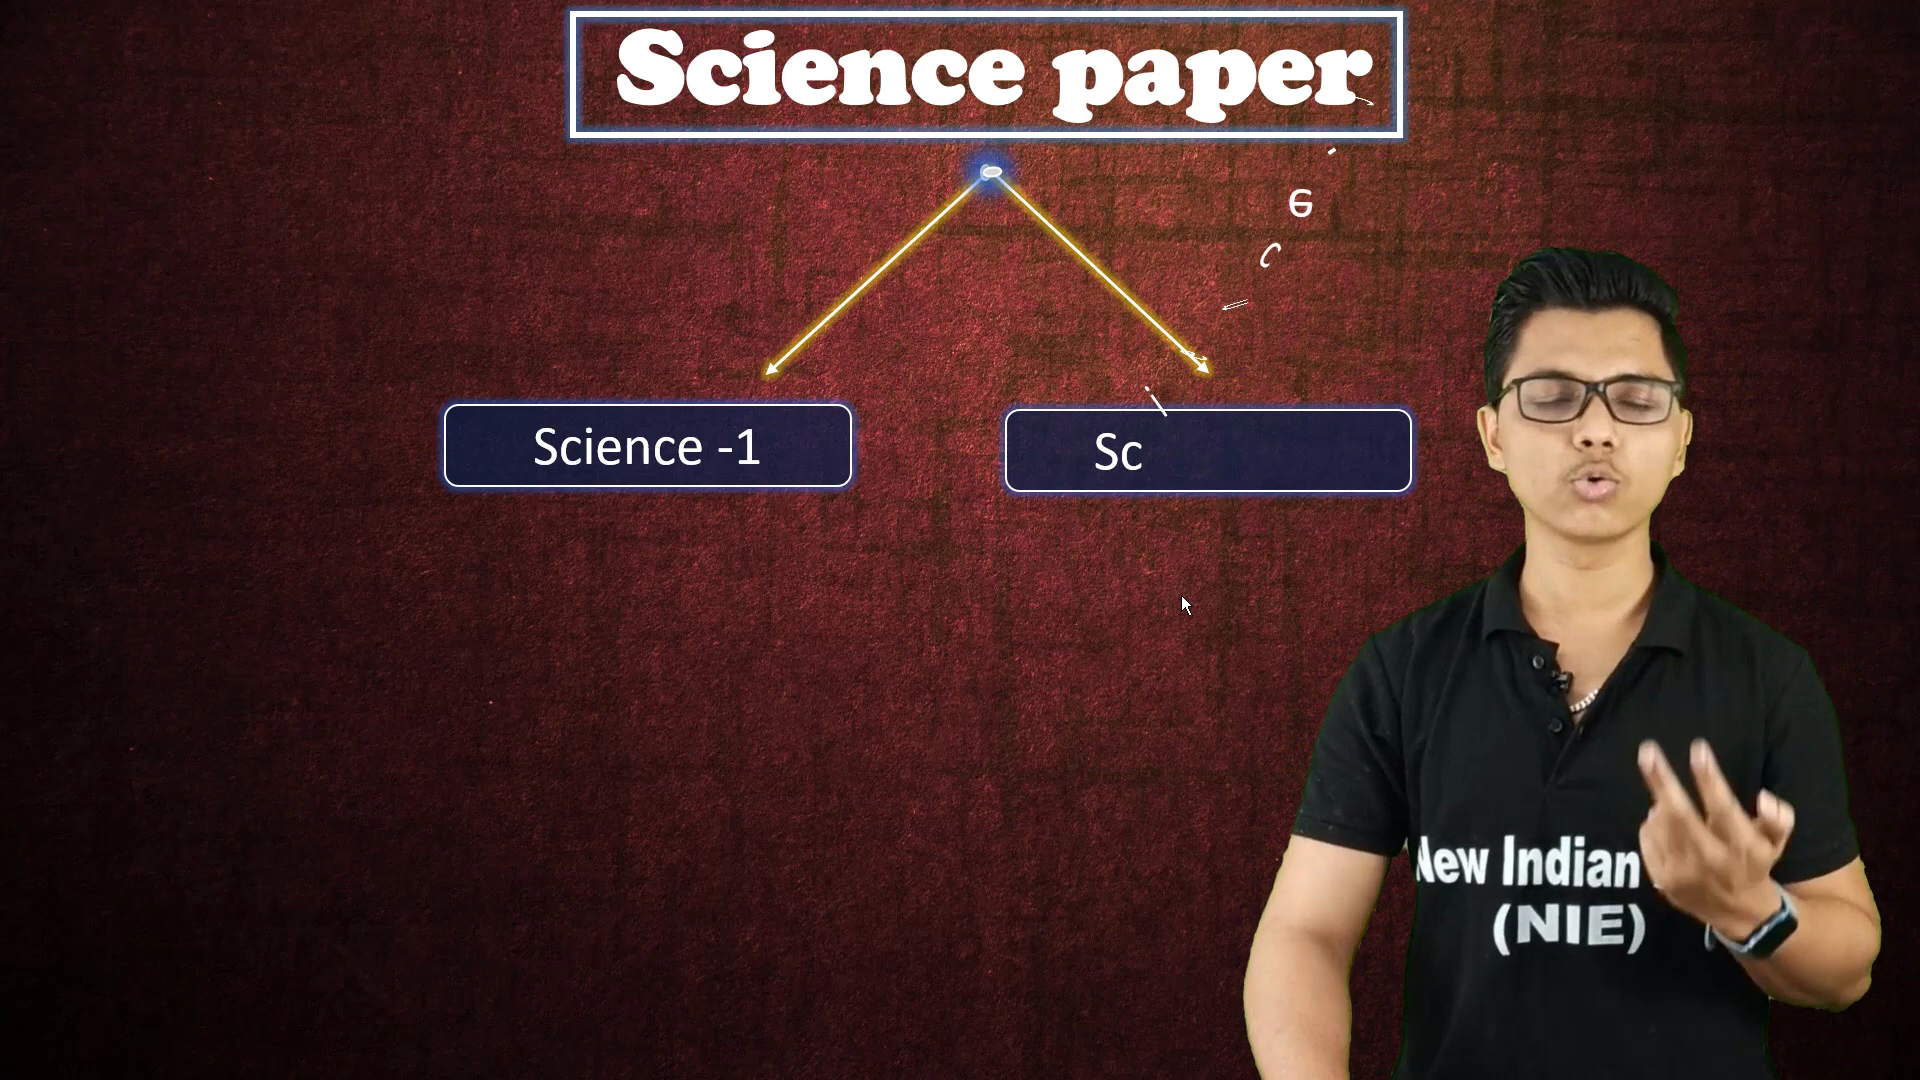 Science paper
Science -1
Sc
New Indian
(NIE)